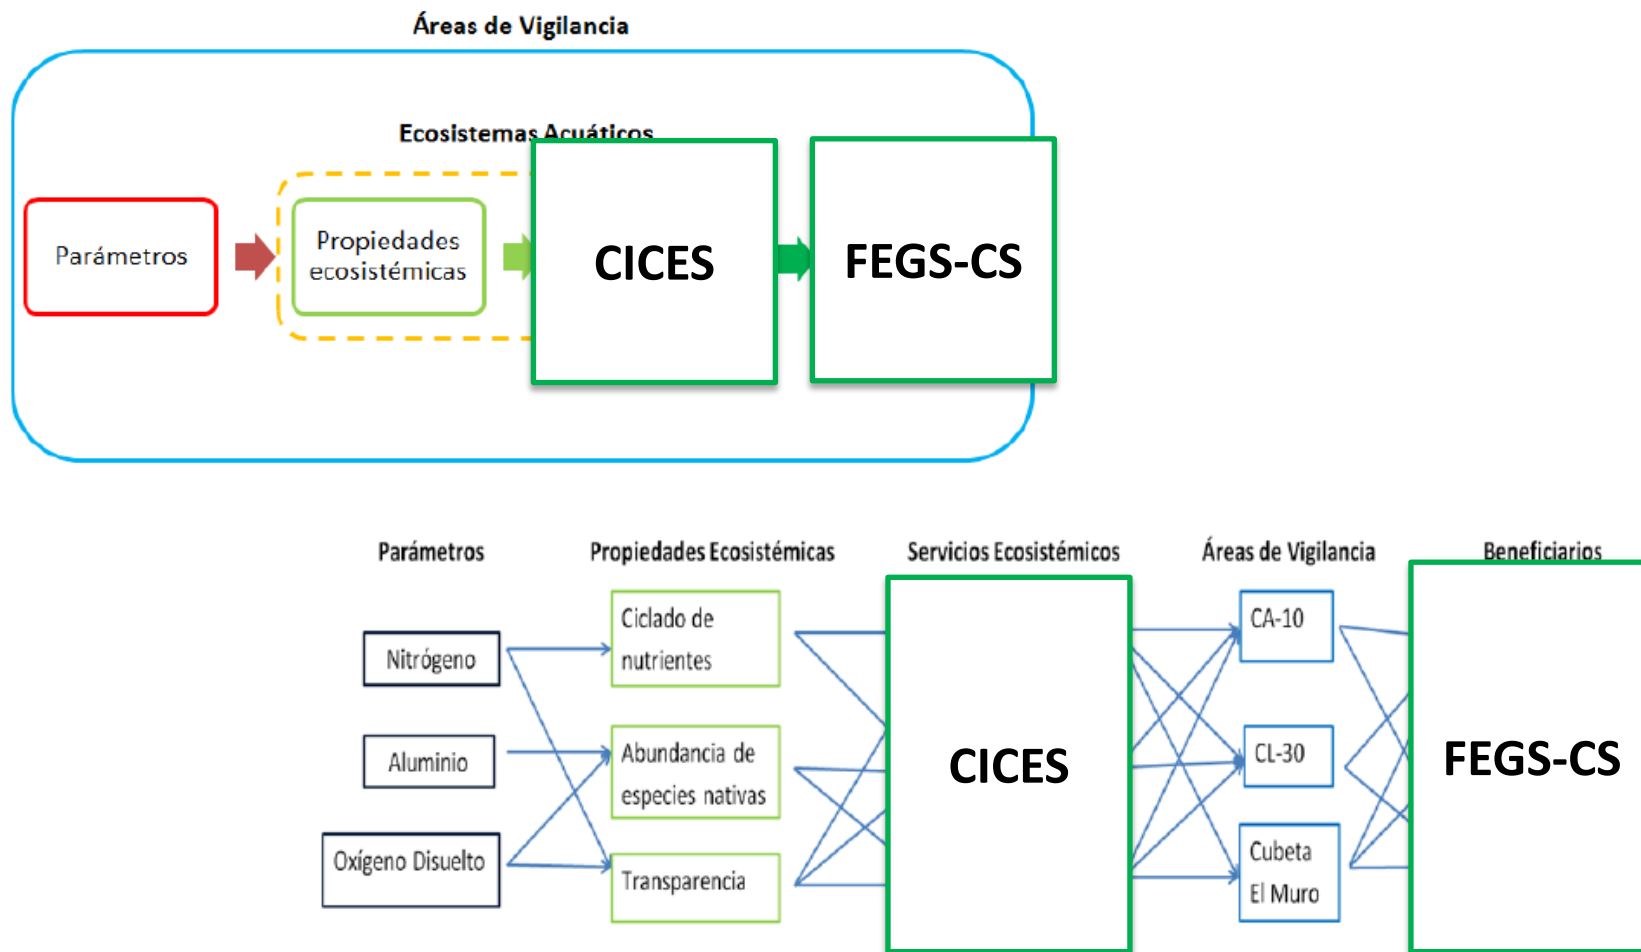 Áreas de Vigilancia
Ecosistemas Acuáticos
Parámetros
Propiedades
ecosistémicas
CICES
FEGS-CS
Parámetros
Propiedades Ecosistémicas
Servicios Ecosistémicos
Áreas de Vigilancia
Beneficiarios
Nitrógeno
Aluminio
Oxígeno Disuelto
Ciclado de
nutrientes
Abundancia de
especies nativas
Transparencia
CICES
CA-10
CL-30
Cubeta
El Muro
FEGS-CS